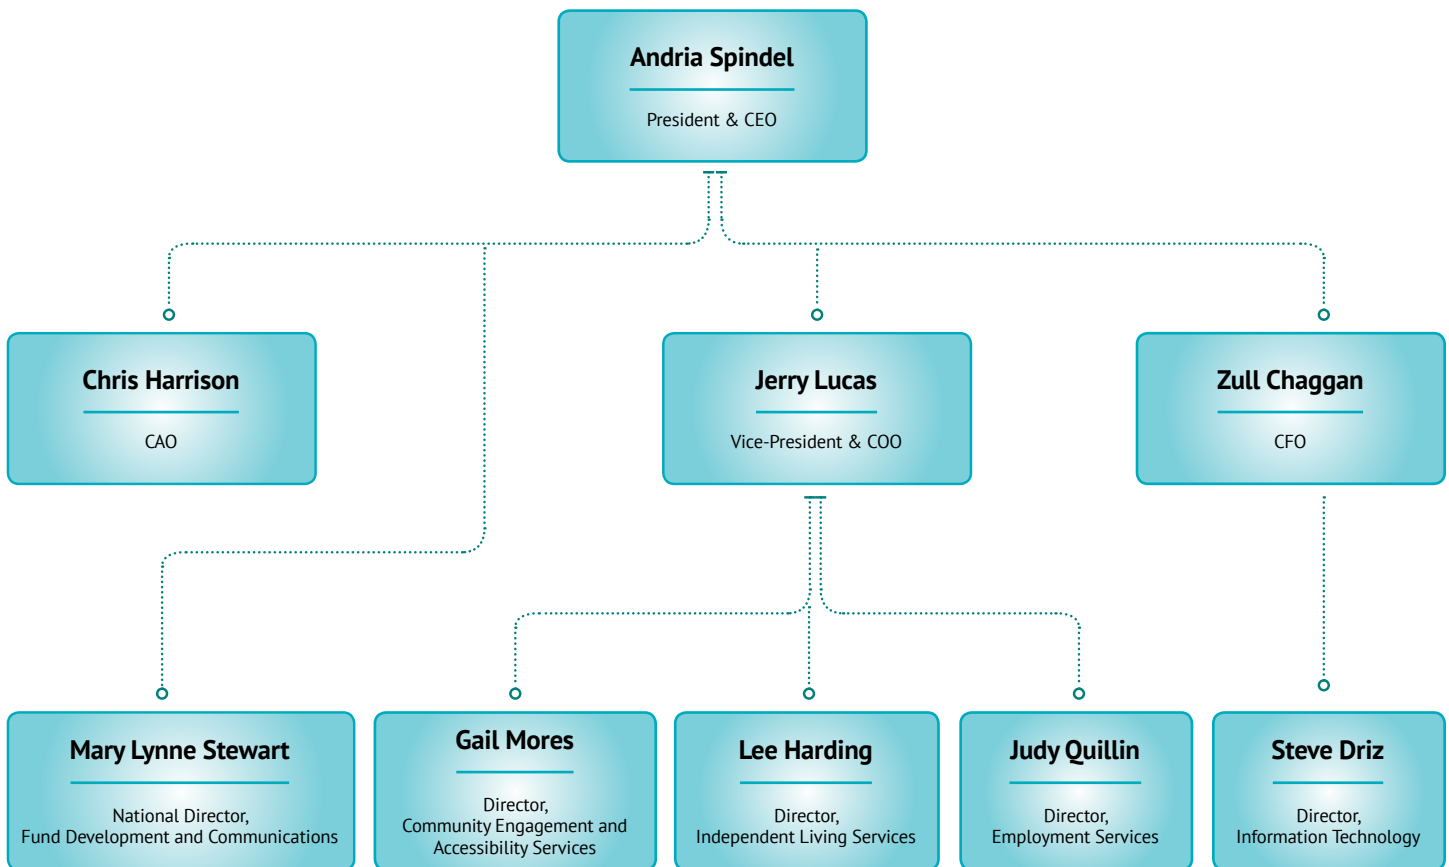 Andria Spindel
President & CEO
Chris Harrison
CAO
Jerry Lucas
Vice-President & COO
Zull Chaggan
CFO
Mary Lynne Stewart
National Director,
Fund Development and Communications
Gail Mores
Director,
Community Engagement and
Accessibility Services
Lee Harding
Director,
Independent Living Services
Judy Quillin
Director,
Employment Services
Steve Driz
Director,
Information Technology